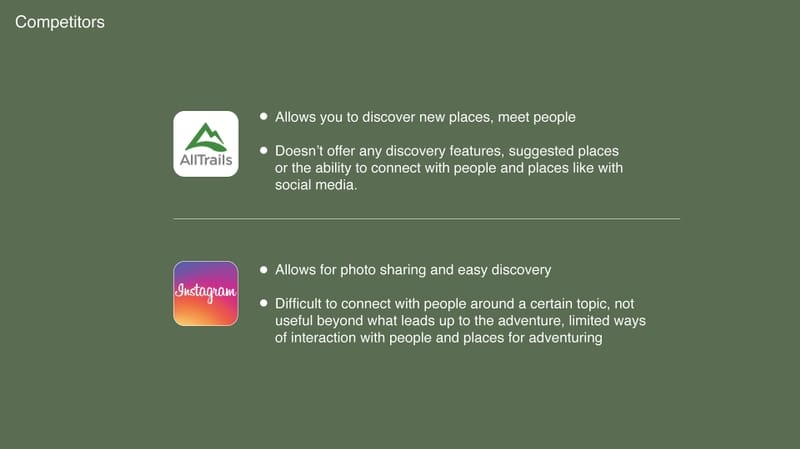 Competitors
AllTrails
Allows you to discover new places, meet people
Doesn’t offer any discovery features, suggested places
or the ability to connect with people and places like with
social media.
Instagram
Allows for photo sharing and easy discovery
Difficult to connect with people around a certain topic, not
useful beyond what leads up to the adventure, limited ways
of interaction with people and places for adventuring